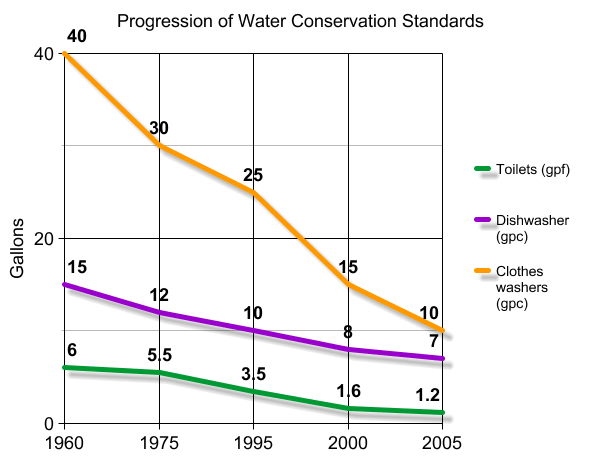 Progression of Water Conservation Standards
40
40
30
25
20
15
15
12
10
10
8
7
6
5.5
3.5
1.6
1.2
0
1960 1975 1995 2000 2005
Gallons
Toilets (gpf)
Dishwasher
(gpc)
Clothes
washers
(gpc)